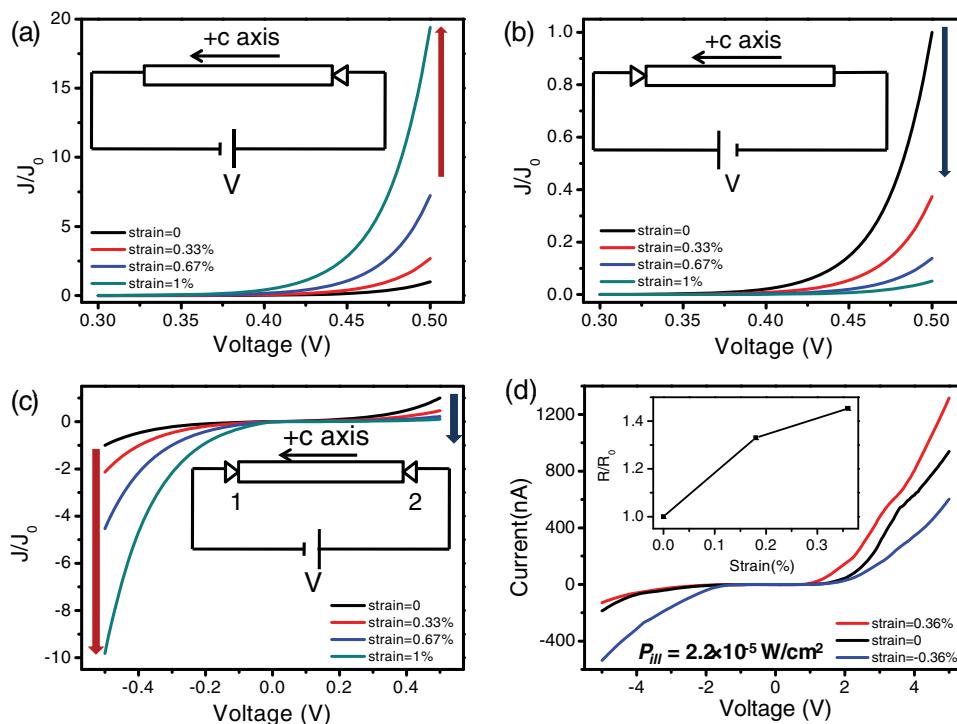 (a)
20
15
10
5
0
J/J0
+c axis
V
strain=0
strain=0.33%
strain=0.67%
strain=1%
0.30 0.35 0.40 0.45 0.50
Voltage (V)
(b)
1.0
0.8
0.6
0.4
0.2
0.0
J/J0
+c axis
V
strain=0
strain=0.33%
strain=0.67%
strain=1%
0.30 0.35 0.40 0.45 0.50
Voltage (V)
(c)
0
-2
-4
-6
-8
-10
J/J0
+c axis
1 2
V
strain=0
strain=0.33%
strain=0.67%
strain=1%
-0.4 -0.2 0.0 0.2 0.4
Voltage (V)
(d)
1200
800
400
0
-400
Current(nA)
1.4
1.2
1.0
R/R0
0.0 0.1 0.2 0.3
Strain(%)
strain=0.36%
strain=0
strain=-0.36%
Pill = 2.2x10-5 W/cm2
-4 -2 0 2 4
Voltage (V)